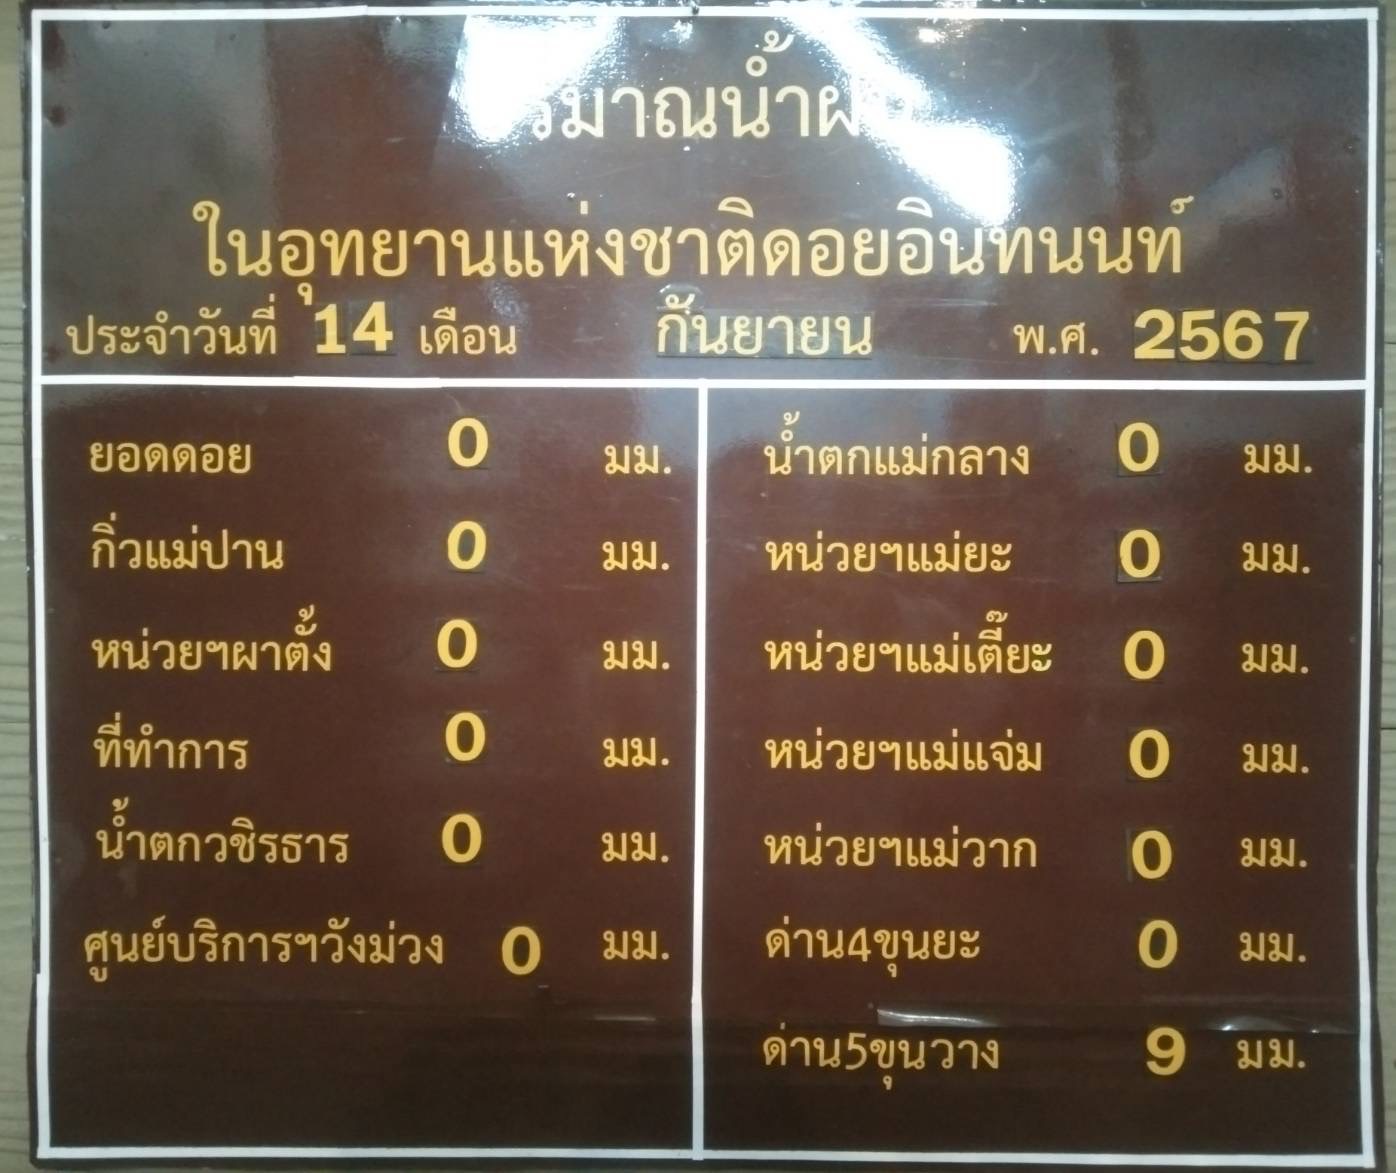 ริมาณน้ำฝ
ในอุทยานแห่งชาติดอยอินทนนท์
ประจำวันที่ 14 เดือน กันยายน พ.ศ. 2567
ยอดดอย 0 มม.
กิ่วแม่ปาน 0 มม.
หน่วยฯผาตั้ง 0 มม.
ที่ทำการ 0 มม.
น้ำตกวชิรธาร 0 มม.
ศูนย์บริการฯวังม่วง 0 มม.
น้ำตกแม่กลาง 0 มม.
หน่วยฯแม่ยะ 0 มม.
หน่วยฯแม่เตี๊ยะ 0 มม.
หน่วยฯแม่แจ่ม 0 มม.
หน่วยฯแม่วาก 0 มม.
ด่าน4ขุนยะ 0 มม.
ด่าน5ขุนวาง 9 มม.